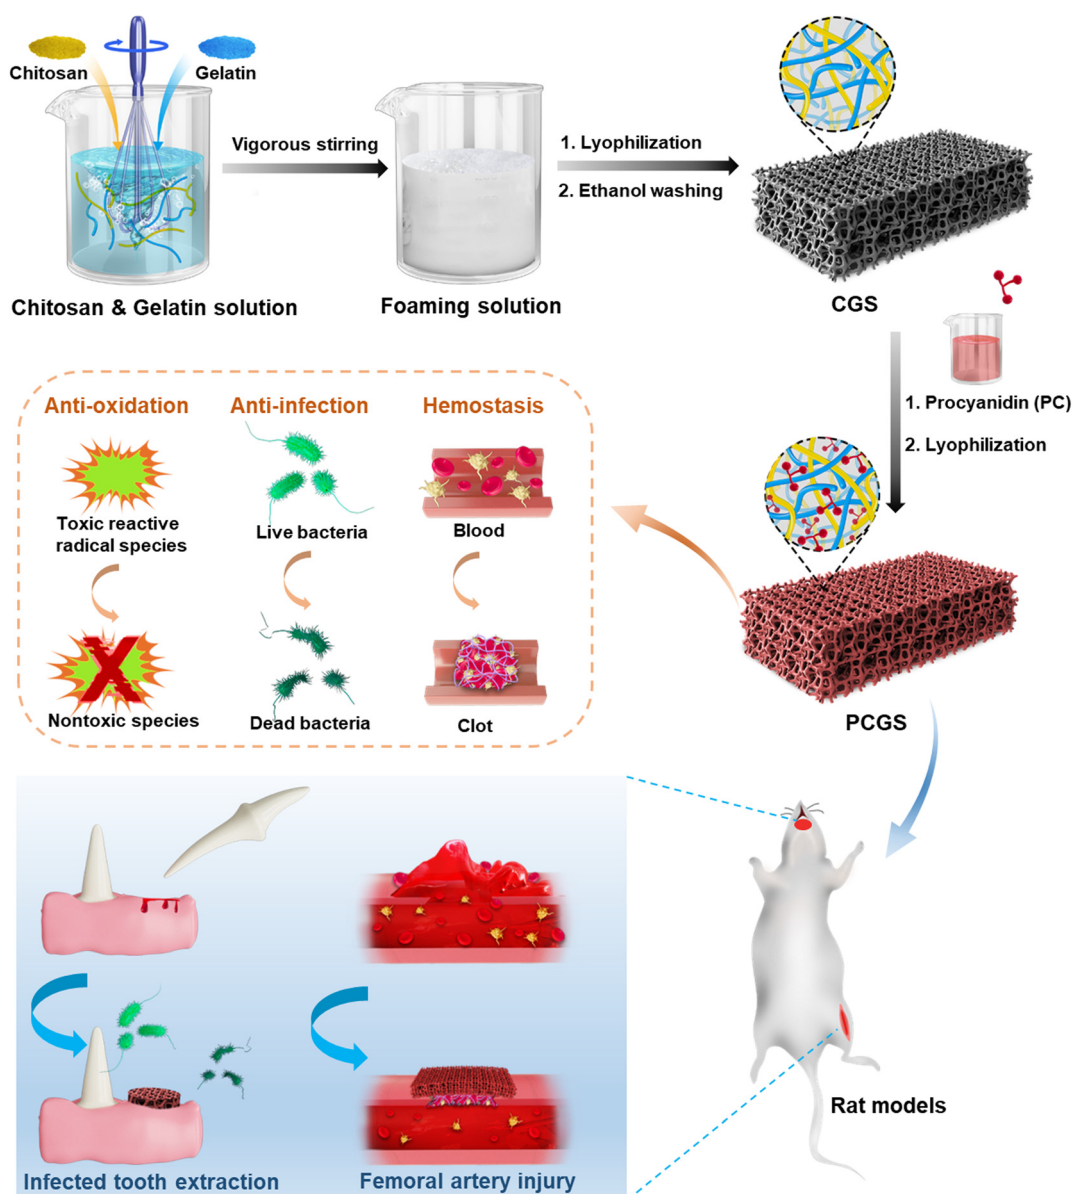 Chitosan
Gelatin
Vigorous stirring
1. Lyophilization
2. Ethanol washing
Chitosan & Gelatin solution
Foaming solution
CGS
1. Procyanidin (PC)
2. Lyophilization
Anti-oxidation
Anti-infection
Hemostasis
Toxic reactive
radical species
Live bacteria
Blood
Nontoxic species
Dead bacteria
Clot
PCGS
Rat models
Infected tooth extraction
Femoral artery injury